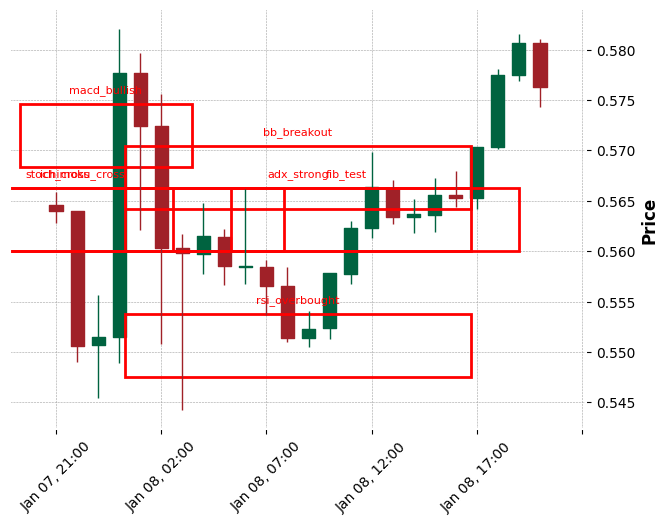 0.580
macd_bullish
0.575
bb_breakout
0.570
stoch_cross
adx_strong
fib_test
0.565
Price
0.560
0.555
rsi_overbought
0.550
0.545
Jan 07, 21:00
Jan 08, 02:00
Jan 08, 07:00
Jan 08, 12:00
Jan 08, 17:00